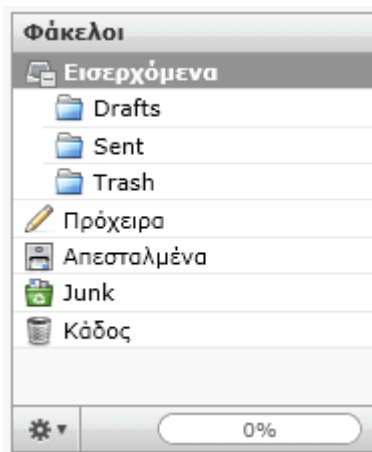 Φάκελοι
Εισερχόμενα
Drafts
Sent
Trash
Πρόχειρα
Απεσταλμένα
Junk
Κάδος
0%